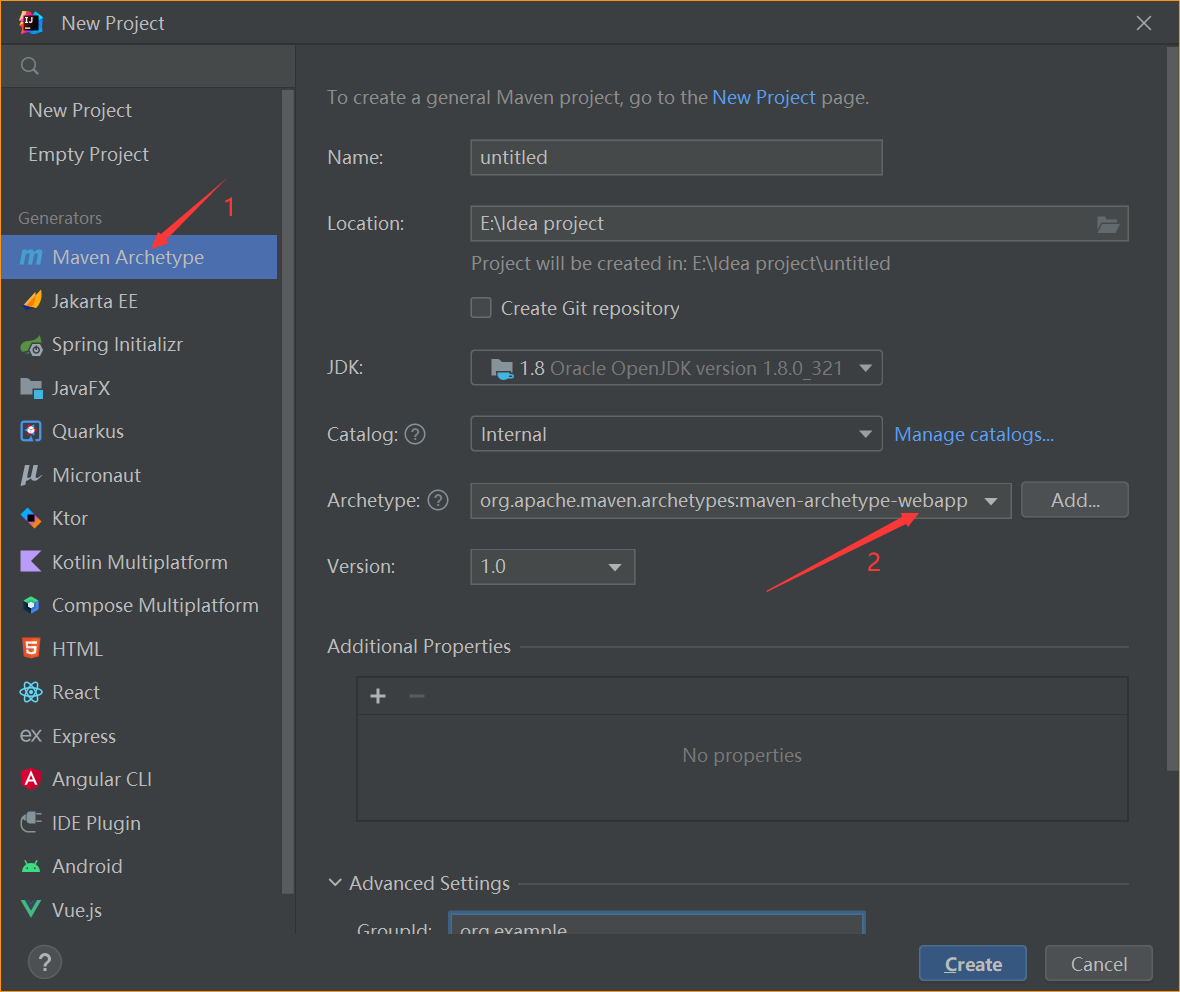 New Project
New Project
Empty Project
Generators
Maven Archetype
Jakarta EE
Spring Initializr
JavaFX
Quarkus
Micronaut
Ktor
Kotlin Multiplatform
Compose Multiplatform
HTML
React
Express
Angular CLI
IDE Plugin
Android
Vue.js
1
To create a general Maven project, go to the New Project page.
Name: untitled
Location: E:\Idea project
Project will be created in: E:\Idea project\untitled
Create Git repository
JDK: 1.8 Oracle OpenJDK version 1.8.0_321
Catalog: ? Internal Manage catalogs...
Archetype: ? org.apache.maven.archetypes:maven-archetype-webapp Add...
2
Version: 1.0
Additional Properties
No properties
Advanced Settings
GroupId: org.example
? Create Cancel